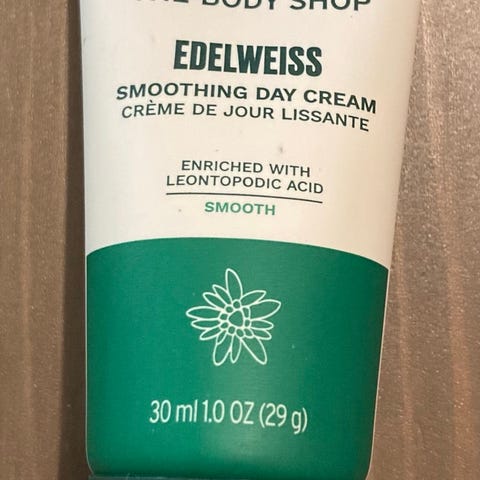 THE BODY SHOP
EDELWEISS
SMOOTHING DAY CREAM
CRÈME DE JOUR LISSANTE
ENRICHED WITH
LEONTOPODIC ACID
SMOOTH
30 ml 1.0 OZ (29 g)